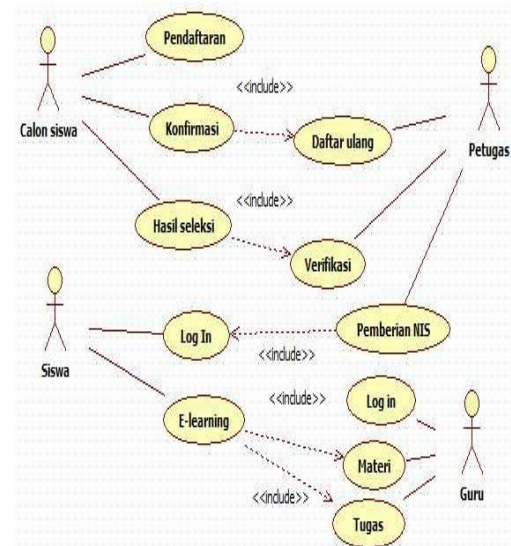 Pendaftaran
<<include>>
Calon siswa
Konfirmasi
Daftar ulang
Petugas
<<include>>
Hasil seleksi
Verifikasi
Log In
Pemberian NIS
<<include>>
Siswa
<<include>>
Log in
E-learning
Materi
<<include>>
Guru
Tugas